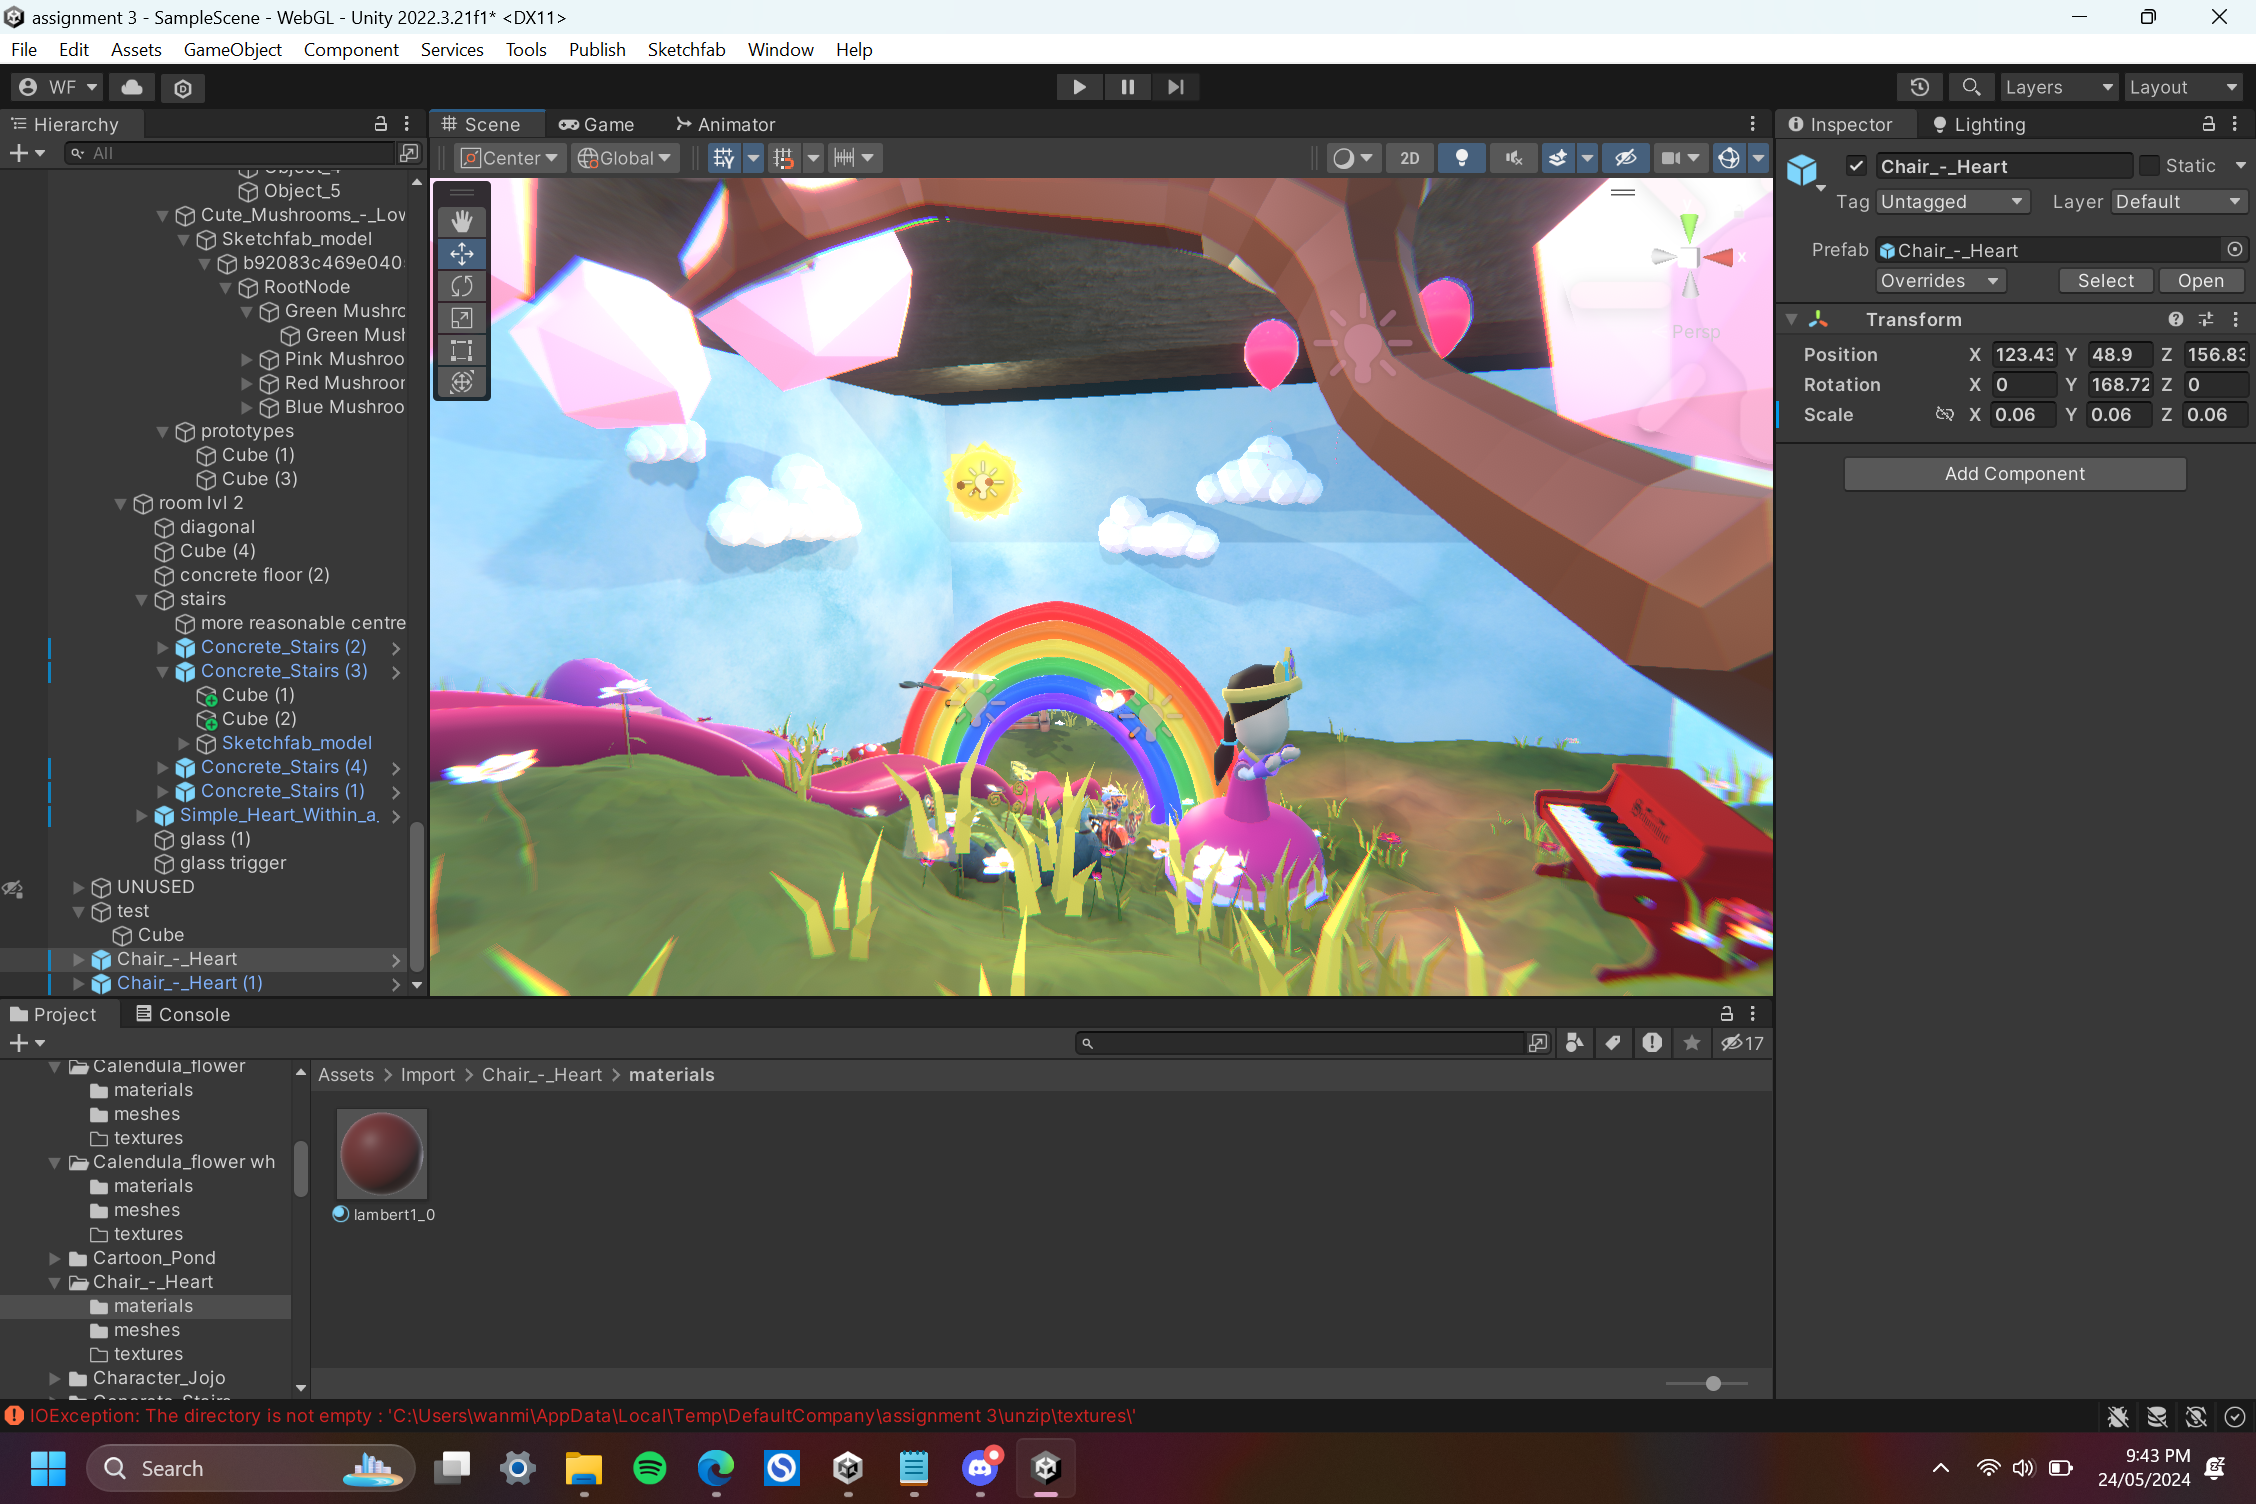 assignment 3 - SampleScene - WebGL - Unity 2022.3.21f1* <DX11>
File Edit Assets GameObject Component Services Tools Publish Sketchfab Window Help
WF
Layers Layout
Hierarchy
Scene Game Animator
Inspector Lighting
All
Center Global
2D
Object_4
Object_5
Cute_Mushrooms_-_Low
Sketchfab_model
b92083c469e040
RootNode
Green Mushro
Green Mush
Pink Mushroo
Red Mushroor
Blue Mushroo
prototypes
Cube (1)
Cube (3)
room lvl 2
diagonal
Cube (4)
concrete floor (2)
stairs
more reasonable centre
Concrete_Stairs (2)
Concrete_Stairs (3)
Cube (1)
Cube (2)
Sketchfab_model
Concrete_Stairs (4)
Concrete_Stairs (1)
Simple_Heart_Within_a_
glass (1)
glass trigger
UNUSED
test
Cube
Chair_-_Heart
Chair_-_Heart (1)
x
Persp
Chair_-_Heart Static
Tag Untagged Layer Default
Prefab Chair_-_Heart
Overrides Select Open
Transform
Position X 123.43 Y 48.9 Z 156.83
Rotation X 0 Y 168.72 Z 0
Scale X 0.06 Y 0.06 Z 0.06
Add Component
Project Console
17
Calendula_flower
materials
meshes
textures
Calendula_flower wh
materials
meshes
textures
Cartoon_Pond
Chair_-_Heart
materials
meshes
textures
Character_Jojo
Concrete_Stairs
Assets > Import > Chair_-_Heart > materials
lambert1_0
IOException: The directory is not empty : 'C:\Users\wanmi\AppData\Local\Temp\DefaultCompany\assignment 3\unzip\textures\'
Search
9:43 PM
24/05/2024